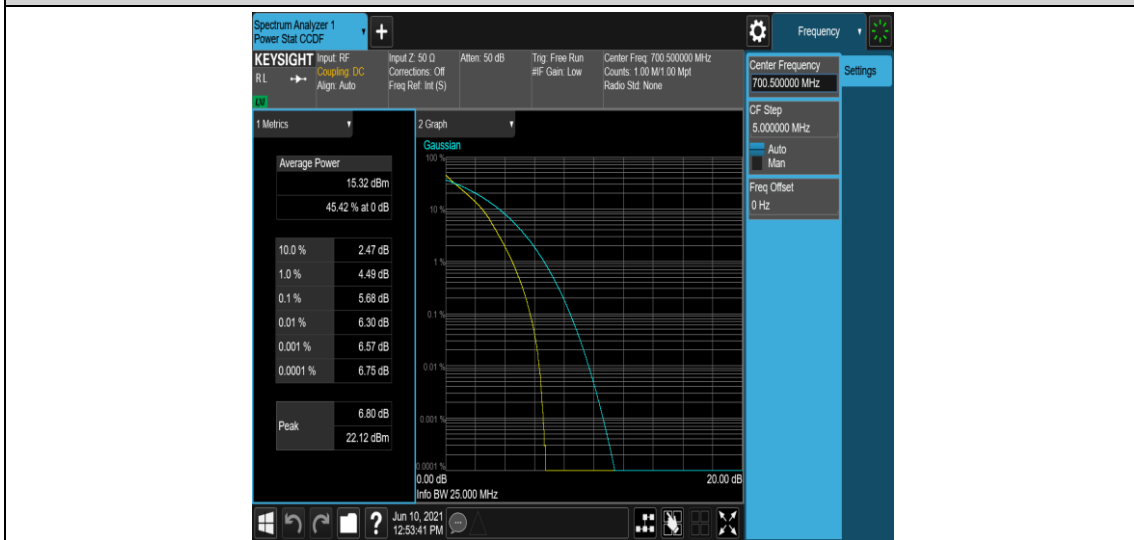 Spectrum Analyzer 1
Power Stat CCDF
+
Frequency
KEYSIGHT
RL
LXI
Input: RF
Coupling: DC
Align: Auto
Input Z: 50 Ω
Corrections: Off
Freq Ref: Int (S)
Atten: 50 dB
Trig: Free Run
#IF Gain: Low
Center Freq: 700.500000 MHz
Counts: 1.00 M/1.00 Mpt
Radio Std: None
Center Frequency
700.500000 MHz
Settings
CF Step
5.000000 MHz
Auto
Man
Freq Offset
0 Hz
1 Metrics
Average Power
15.32 dBm
45.42 % at 0 dB
10.0 % 2.47 dB
1.0 % 4.49 dB
0.1 % 5.68 dB
0.01 % 6.30 dB
0.001 % 6.57 dB
0.0001 % 6.75 dB
Peak
6.80 dB
22.12 dBm
2 Graph
Gaussian
100 %
10 %
1 %
0.1 %
0.01 %
0.001 %
0.0001 %
0.00 dB 20.00 dB
Info BW 25.000 MHz
?
Jun 10, 2021
12:53:41 PM